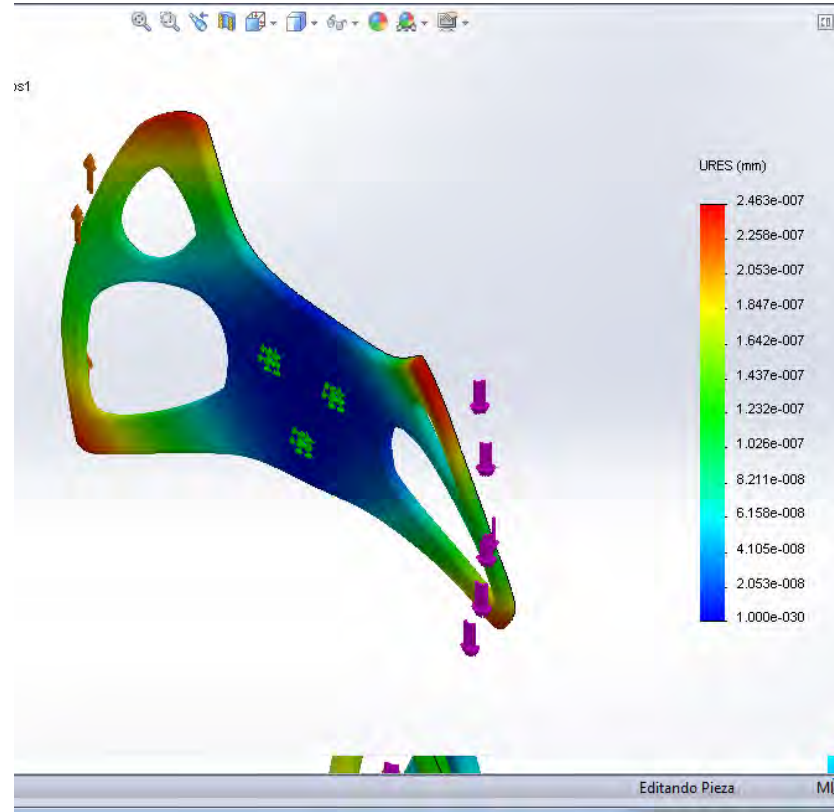 os1
URES (mm)
2.463e-007
2.258e-007
2.053e-007
1.847e-007
1.642e-007
1.437e-007
1.232e-007
1.026e-007
8.211e-008
6.158e-008
4.105e-008
2.053e-008
1.000e-030
Editando Pieza